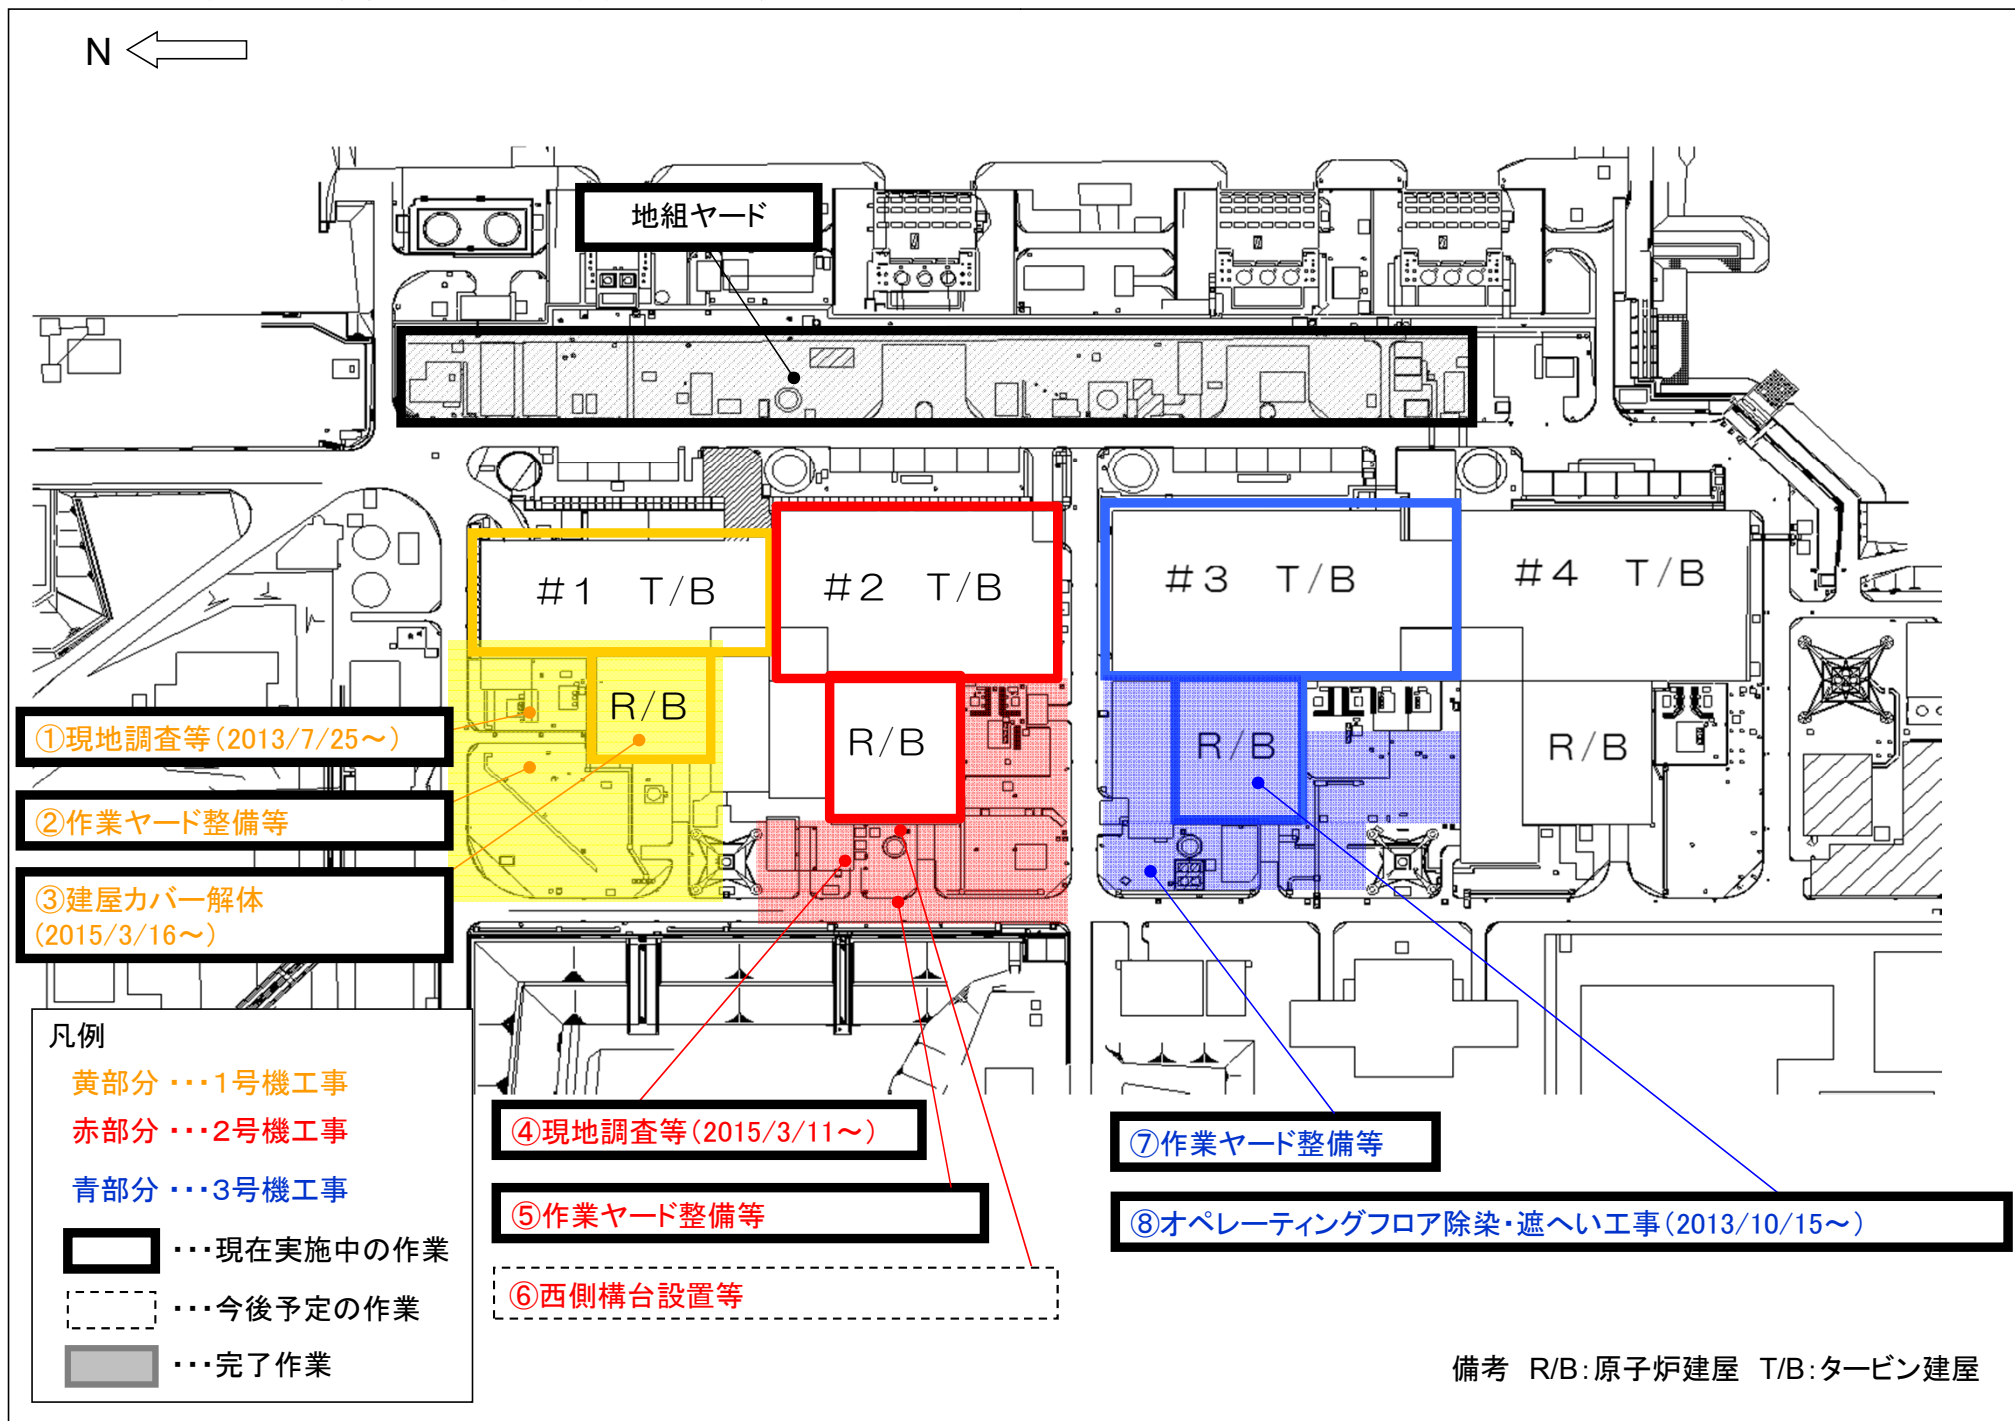 N
地組ヤード
#1 T/B
#2 T/B
#3 T/B
#4 T/B
R/B
R/B
R/B
R/B
①現地調査等(2013/7/25～)
②作業ヤード整備等
③建屋カバー解体
(2015/3/16～)
凡例
黄部分 ･･･1号機工事
赤部分 ･･･2号機工事
青部分 ･･･3号機工事
･･･現在実施中の作業
･･･今後予定の作業
･･･完了作業
④現地調査等(2015/3/11～)
⑤作業ヤード整備等
⑥西側構台設置等
⑦作業ヤード整備等
⑧オペレーティングフロア除染・遮へい工事(2013/10/15～)
備考 R/B:原子炉建屋 T/B:タービン建屋